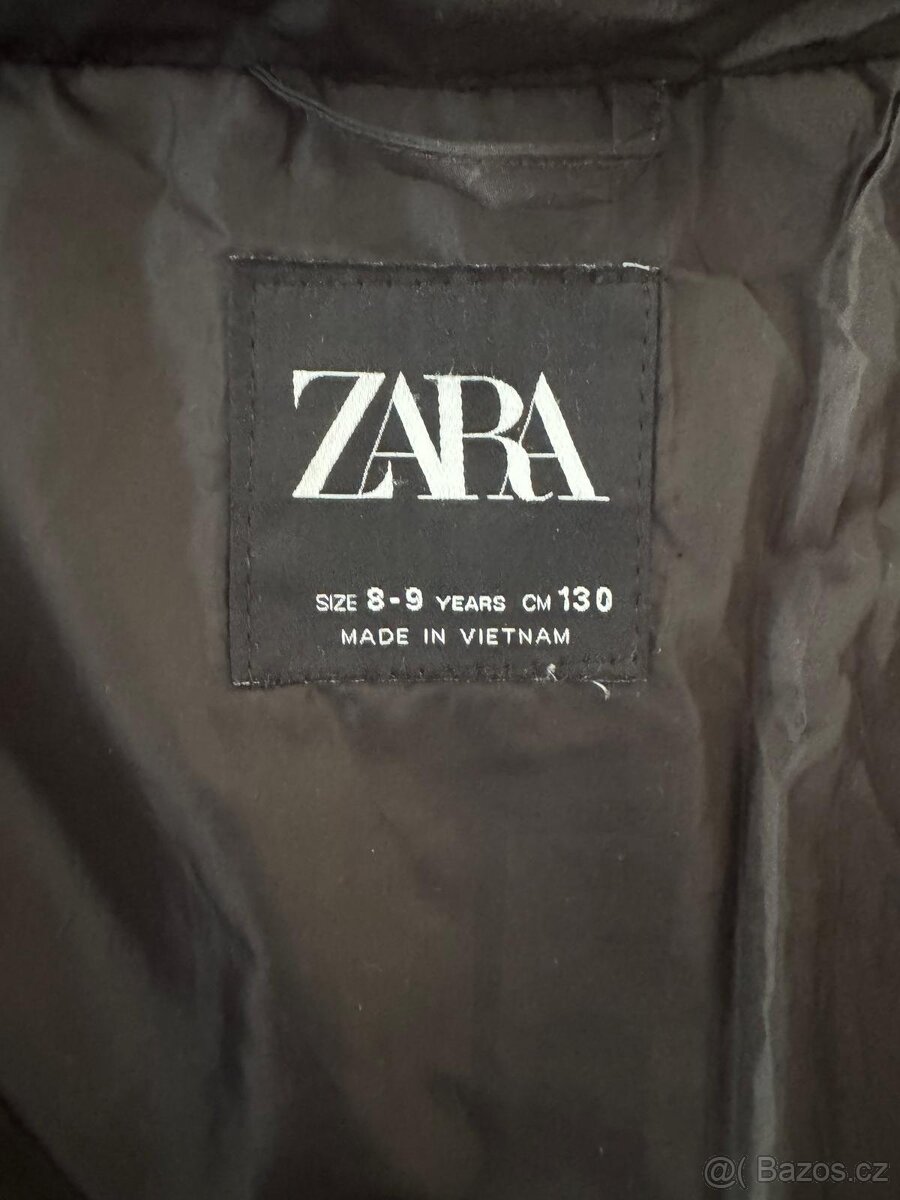 ZARA
SIZE 8-9 YEARS CM 130
MADE IN VIETNAM
@( Bazos.cz